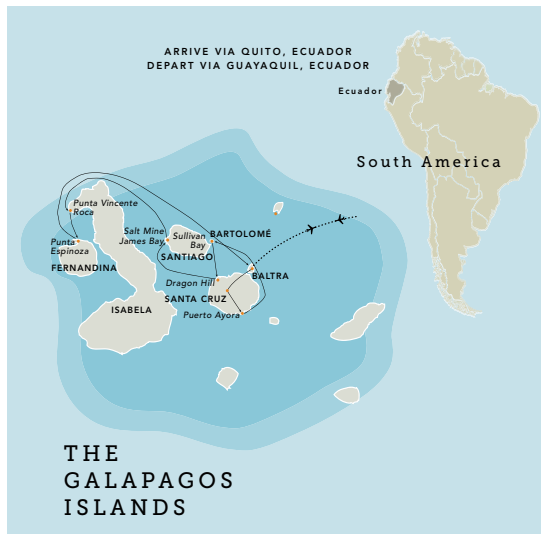 ARRIVE VIA QUITO, ECUADOR
DEPART VIA GUAYAQUIL, ECUADOR
Ecuador
South America
Punta Vincente
Roca
Punta
Espinoza
FERNANDINA
ISABELA
Salt Mine
James Bay
Sullivan
Bay
BARTOLOMÉ
SANTIAGO
BALTRA
Dragon Hill
SANTA CRUZ
Puerto Ayora
THE
GALAPAGOS
ISLANDS